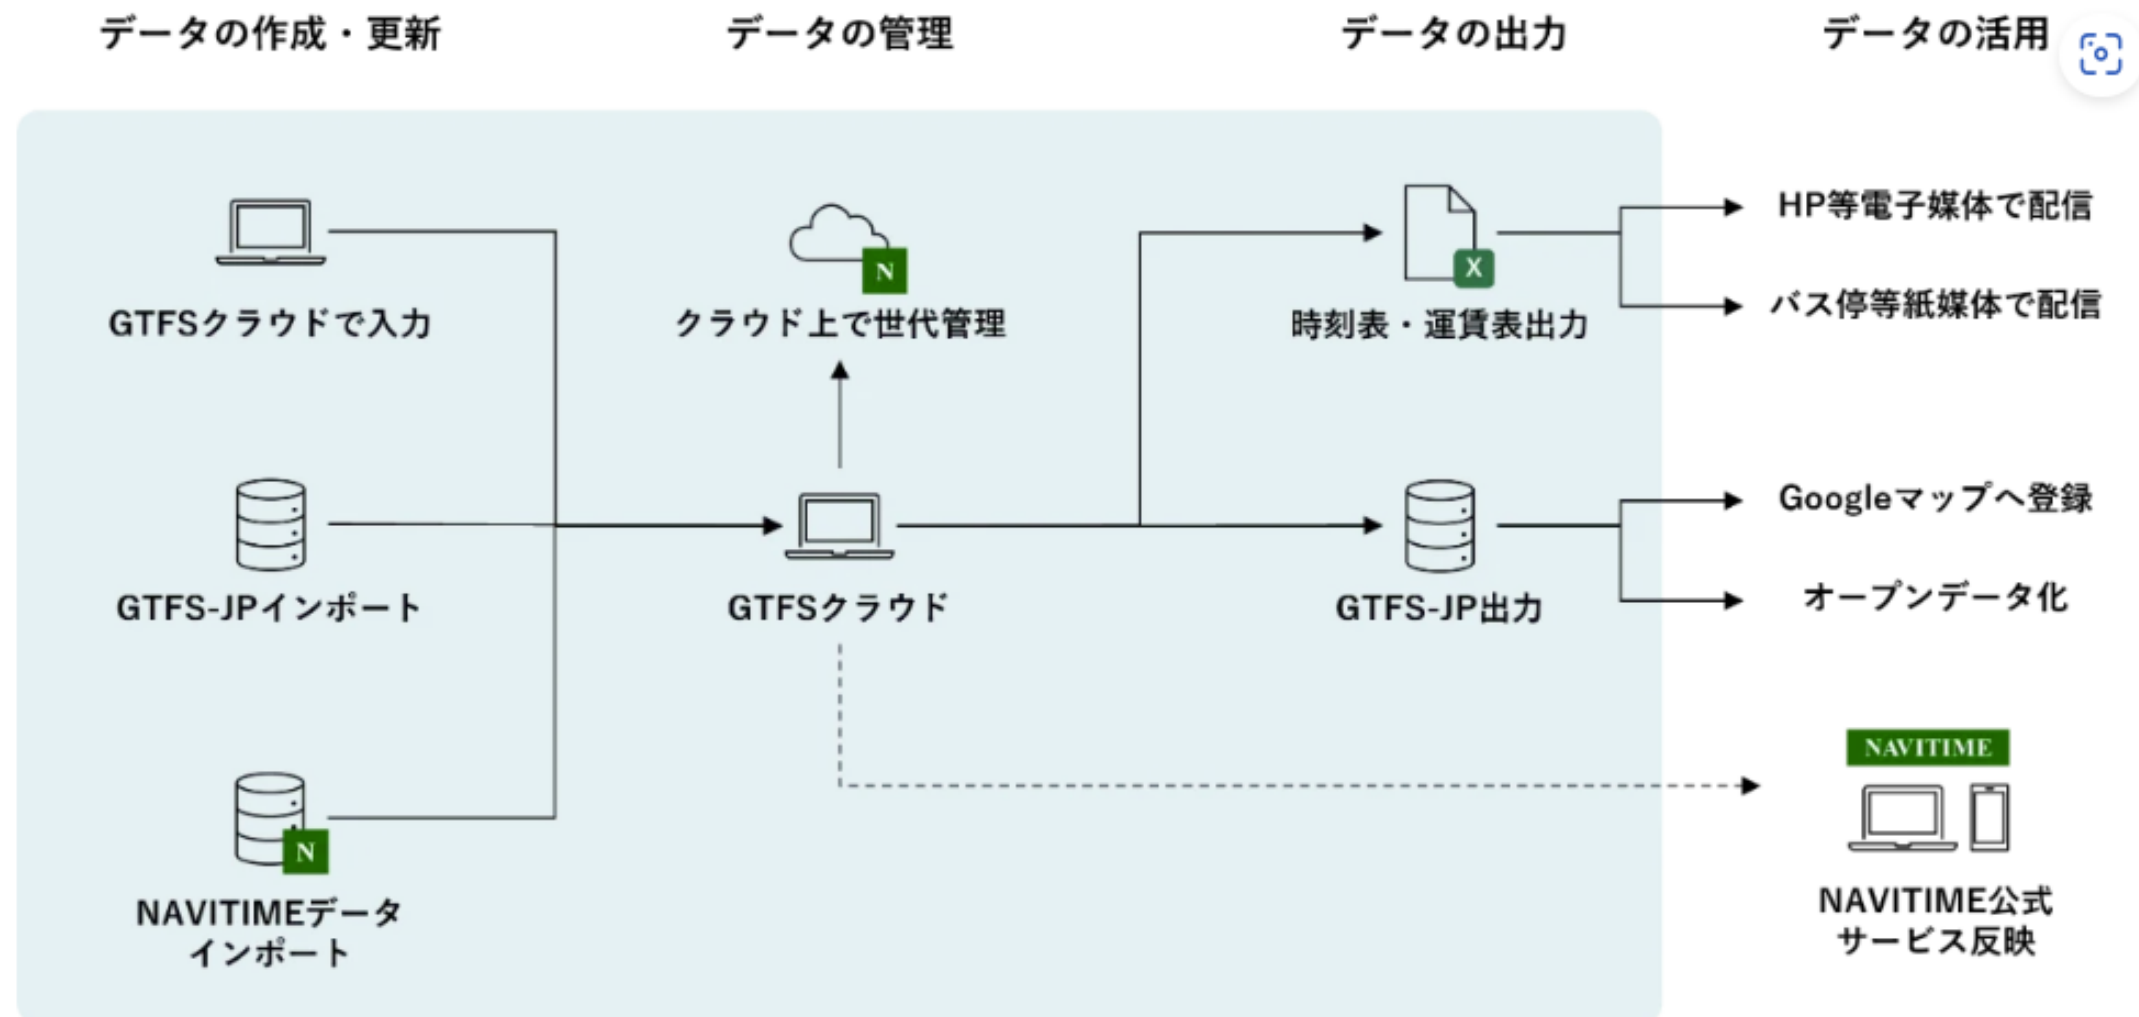 データの作成・更新
データの管理
データの出力
データの活用
GTFSクラウドで入力
N
クラウド上で世代管理
X
時刻表・運賃表出力
HP等電子媒体で配信
バス停等紙媒体で配信
GTFS-JPインポート
GTFSクラウド
GTFS-JP出力
Googleマップへ登録
オープンデータ化
N
NAVITIMEデータ
インポート
NAVITIME
NAVITIME公式
サービス反映